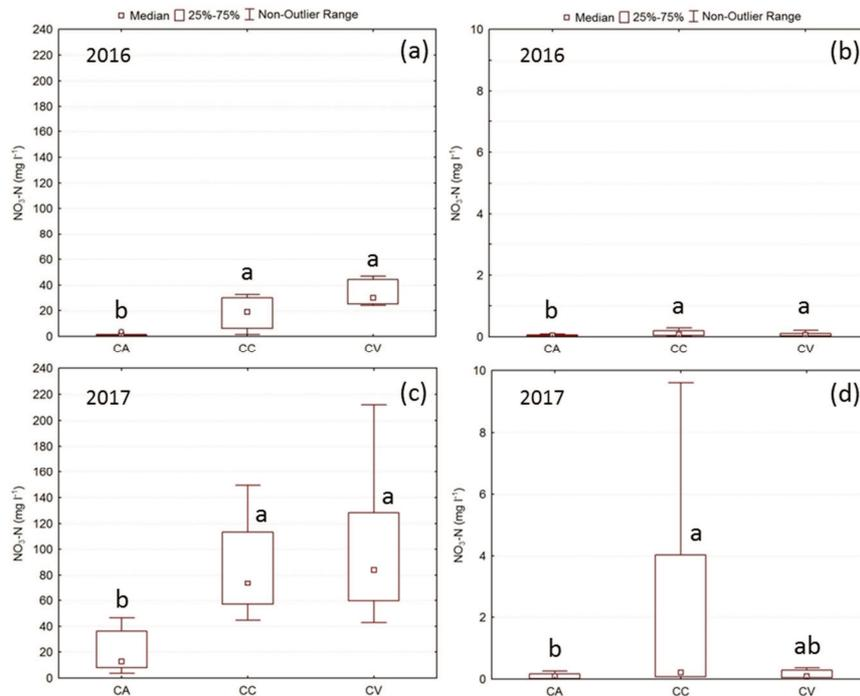 Median 25%-75% Non-Outlier Range
2016
(a)
NO₃-N (mg l⁻¹)
240
220
200
180
160
140
120
100
80
60
40
20
0
b
a
a
CA
CC
CV
Median 25%-75% Non-Outlier Range
2016
(b)
NO₃-N (mg l⁻¹)
10
8
6
4
2
0
b
a
a
CA
CC
CV
2017
(c)
NO₃-N (mg l⁻¹)
240
220
200
180
160
140
120
100
80
60
40
20
0
b
a
a
CA
CC
CV
2017
(d)
NO₃-N (mg l⁻¹)
10
8
6
4
2
0
b
a
ab
CA
CC
CV